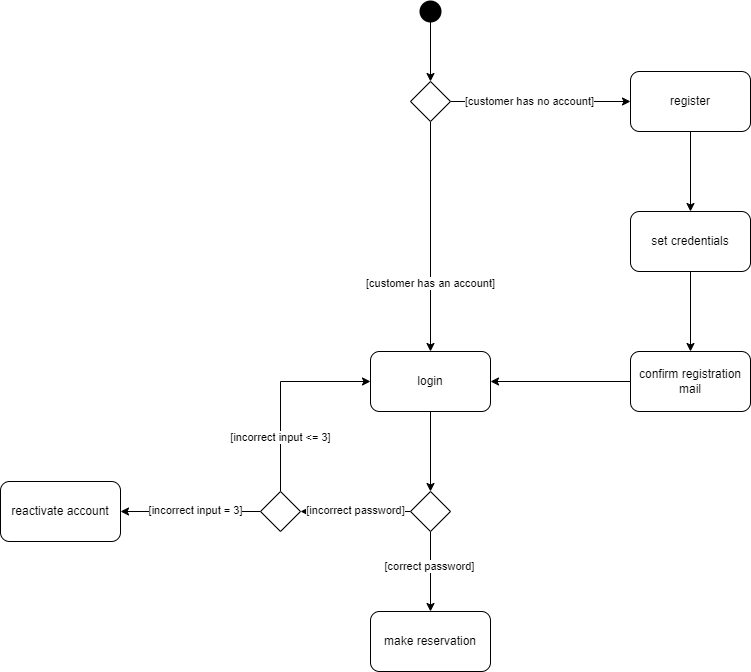 [customer has no account]
register
set credentials
[customer has an account]
login
confirm registration
mail
[incorrect input <= 3]
reactivate account
[incorrect input = 3]
[incorrect password]
[correct password]
make reservation